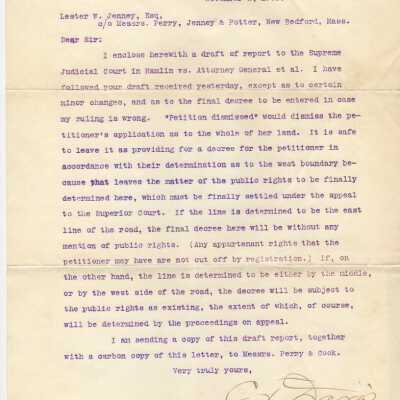 Lester W. Jenney, Esq,
c/o Messrs. Perry, Jenney & Potter, New Bedford, Mass.
Dear Sir:
I enclose herewith a draft of report to the Supreme
Judicial Court in Hamlin vs. Attorney General et al. I have
followed your draft received yesterday, except as to certain
minor changes, and as to the final decree to be entered in case
my ruling is wrong. "Petition dismissed" would dismiss the pe-
titioner's application as to the whole of her land. It is safe
to leave it as providing for a decree for the petitioner in
accordance with their determination as to the west boundary be-
cause that leaves the matter of the public rights to be finally
determined here, which must be finally settled under the appeal
to the Superior Court. If the line is determined to be the east
line of the road, the final decree here will be without any
mention of public rights. (Any appurtenant rights that the
petitioner may have are not cut off by registration.) If, on
the other hand, the line is determined to be either by the middle,
or by the west side of the road, the decree will be subject to
the public rights as existing, the extent of which, of course,
will be determined by the proceedings on appeal.
I am sending a copy of this draft report, together
with a carbon copy of this letter, to Messrs. Perry & Cook.
Very truly yours,